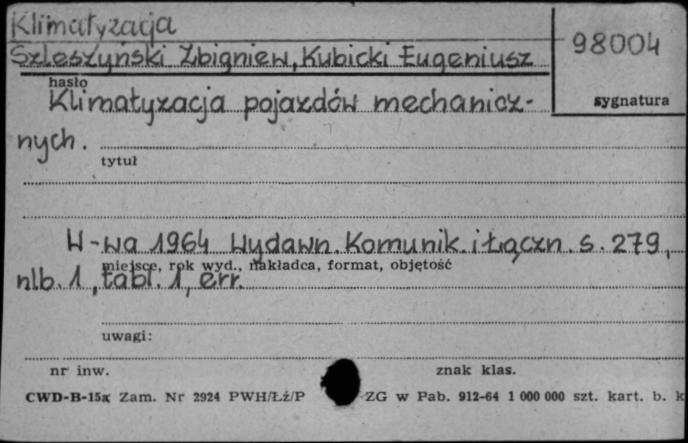 Klimatyzacja
Szleszyński Zbigniew, Kubicki Eugeniusz
98004
hasło
sygnatura
Klimatyzacja pojazdów mechanicz-
nych.
tytuł
W-wa 1964 Wydawn. Komunik. i Łączn. s. 279,
miejsce, rok wyd., nakładca, format, objętość
nlb. 1, tabl. 1, err.
uwagi:
nr inw.
znak klas.
CWD-B-15a Zam. Nr 2924 PWH/Łż/P ZG w Pab. 912-64 1 000 000 szt. kart. b. k